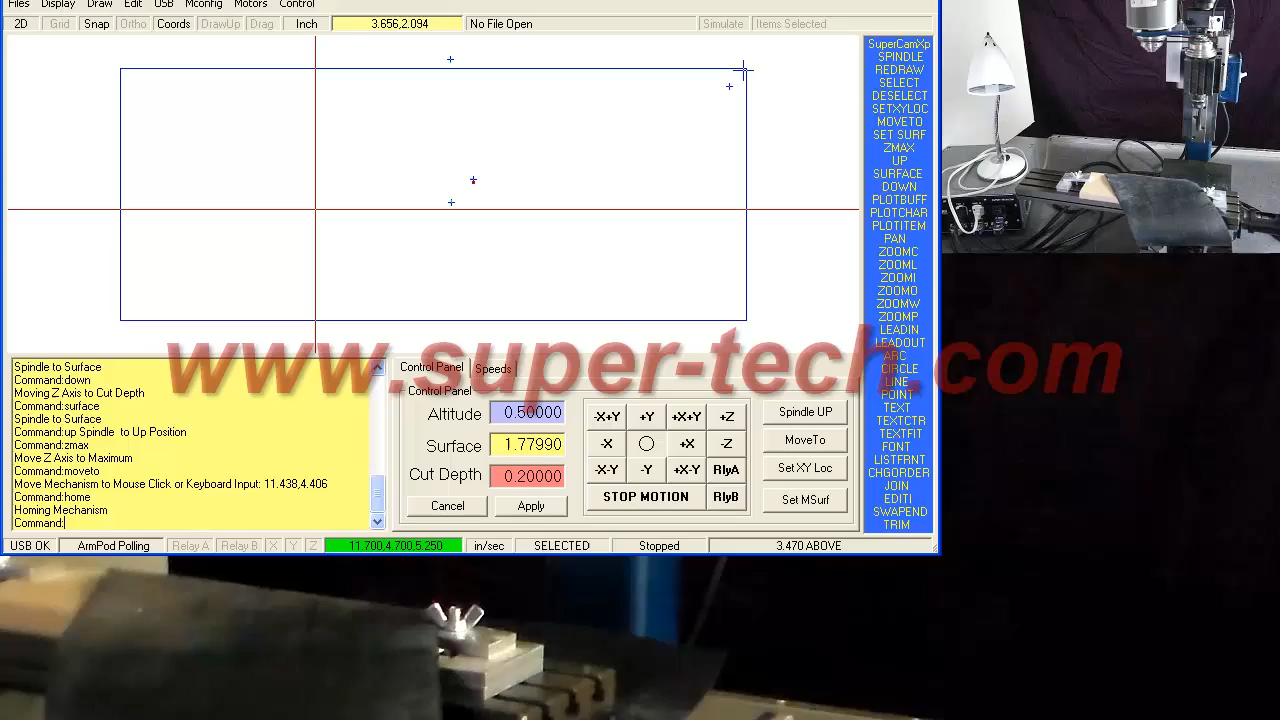 Files Display Draw Edit USB Mconfig Motors Control
2D Grid Snap Ortho Coords DrawUp Drag Inch 3.656,2.094 No File Open Simulate Items Selected
SuperCamXp
SPINDLE
REDRAW
SELECT
DESELECT
SETXYLOC
MOVETO
SET SURF
ZMAX
UP
SURFACE
DOWN
PLOTBUFF
PLOTCHAR
PLOTITEM
PAN
ZOOMC
ZOOML
ZOOMI
ZOOMO
ZOOMW
ZOOMP
LEADIN
LEADOUT
ARC
CIRCLE
LINE
POINT
TEXT
TEXTCTR
TEXTFIT
FONT
LISTFRNT
CHGORDER
JOIN
EDITI
SWAPEND
TRIM
www.super-tech.com
Spindle to Surface
Command:down
Moving Z Axis to Cut Depth
Command:surface
Spindle to Surface
Command:up Spindle to Up Position
Command:zmax
Move Z Axis to Maximum
Command:moveto
Move Mechanism to Mouse Click or Keyboard Input: 11.438,4.406
Command:home
Homing Mechanism
Command:
Control Panel Speeds
Control Panel
Altitude 0.50000
Surface 1.77990
Cut Depth 0.20000
Cancel Apply
-X+Y +Y +X+Y +Z
-X +X -Z
-X-Y -Y +X-Y RlyA
STOP MOTION RlyB
Spindle UP
MoveTo
Set XY Loc
Set MSurf
USB OK ArmPod Polling Relay A Relay B X Y Z 11.700,4.700,5.250 in/sec SELECTED Stopped 3.470 ABOVE